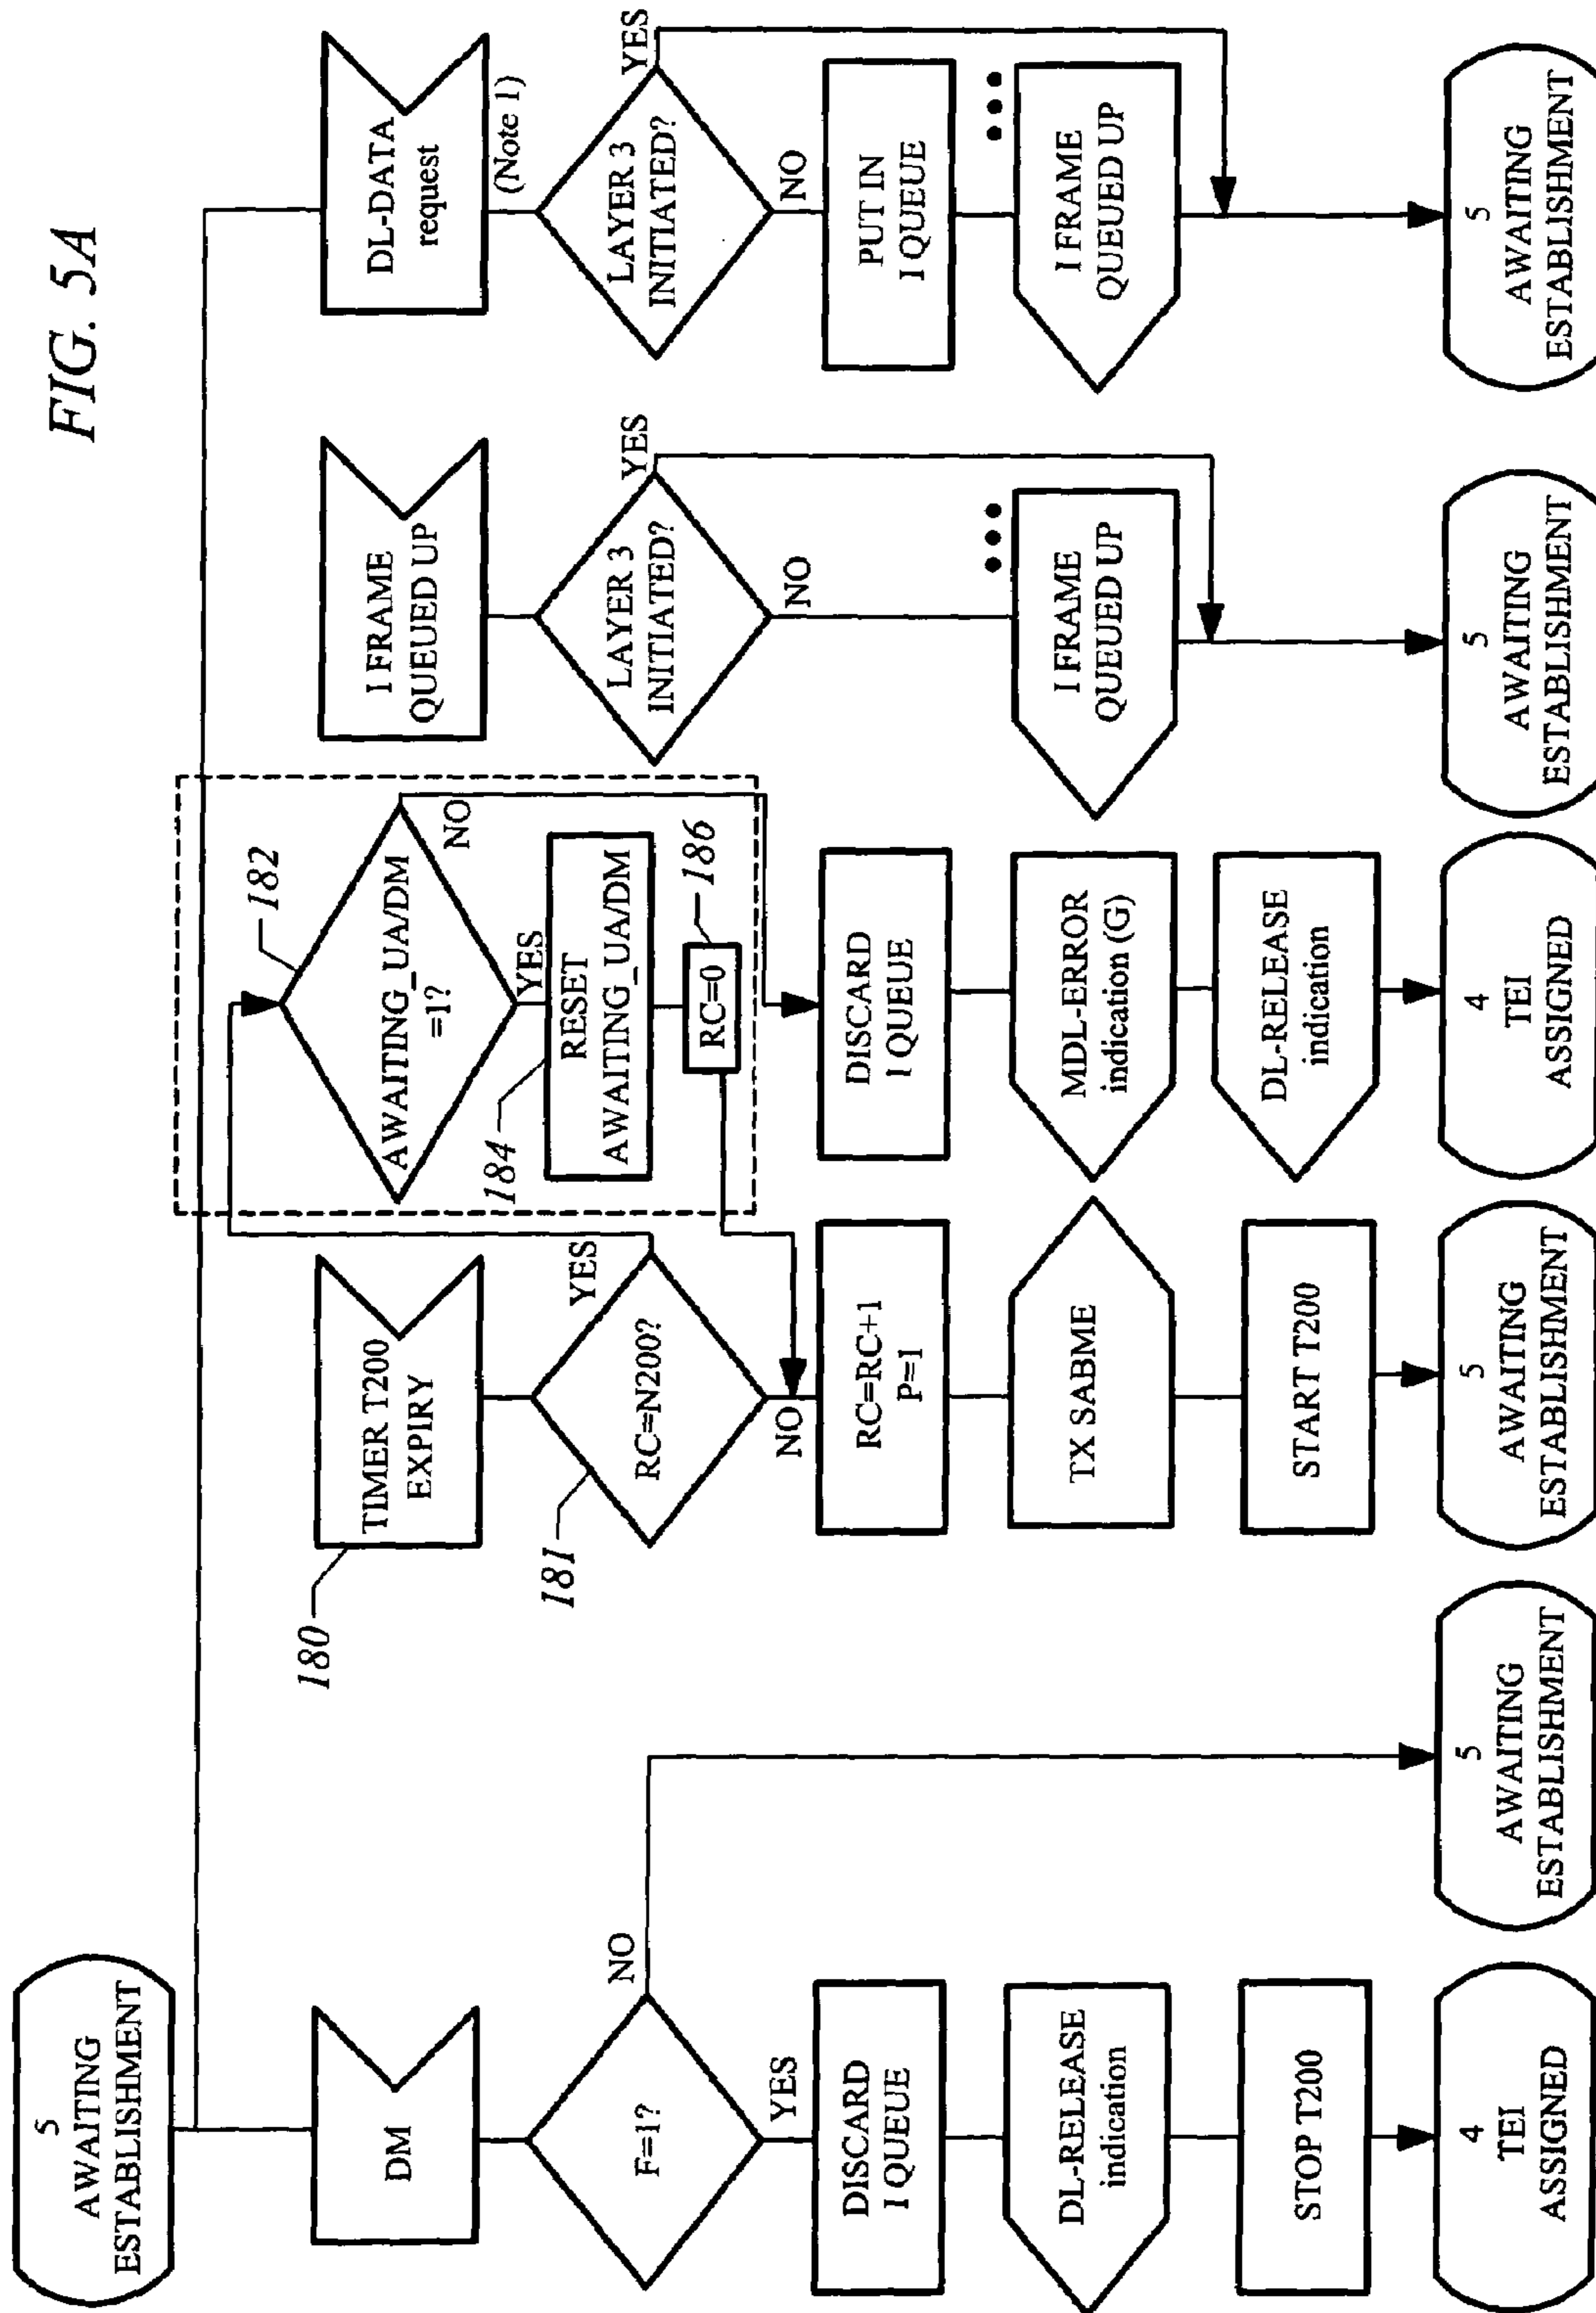 FIG. 5A
5
AWAITING
ESTABLISHMENT
DM
F=1?
NO
YES
DISCARD
I QUEUE
DL-RELEASE
indication
STOP T200
4
TEI
ASSIGNED
5
AWAITING
ESTABLISHMENT
180
TIMER T200
EXPIRY
181
RC=N200?
YES
NO
RC=RC+1
P=1
TX SABME
START T200
5
AWAITING
ESTABLISHMENT
182
AWAITING_UA/DM
=1?
NO
YES
184
RESET
AWAITING_UA/DM
186
RC=0
DISCARD
I QUEUE
MDL-ERROR
indication (G)
DL-RELEASE
indication
4
TEI
ASSIGNED
I FRAME
QUEUED UP
LAYER 3
INITIATED?
YES
NO
I FRAME
QUEUED UP
5
AWAITING
ESTABLISHMENT
DL-DATA
request
(Note 1)
LAYER 3
INITIATED?
YES
NO
PUT IN
I QUEUE
I FRAME
QUEUED UP
5
AWAITING
ESTABLISHMENT